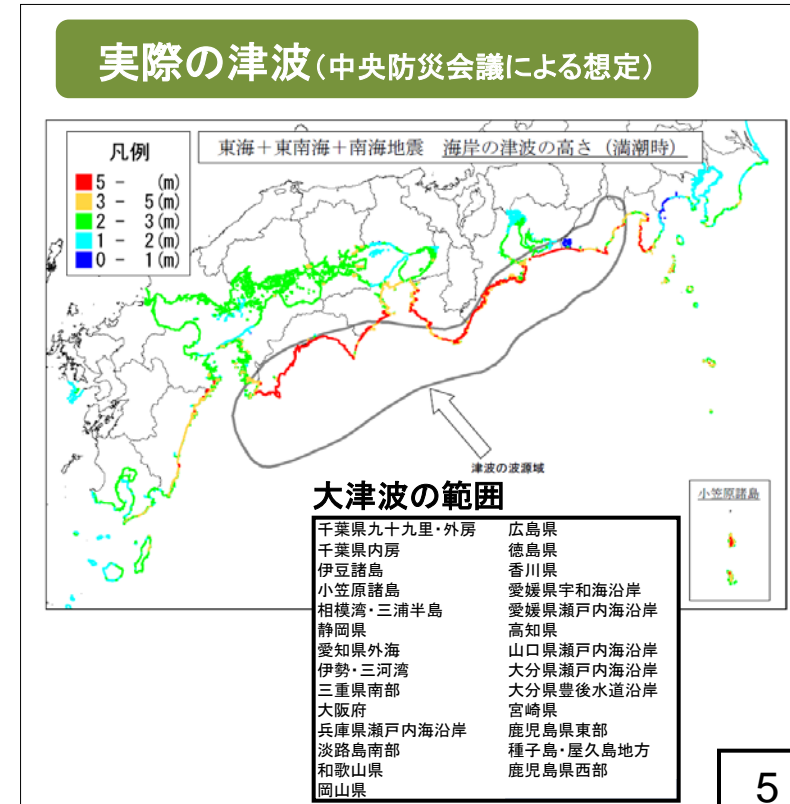 実際の津波(中央防災会議による想定)
凡例
5 - (m)
3 - 5(m)
2 - 3(m)
1 - 2(m)
0 - 1(m)
東海+東南海+南海地震 海岸の津波の高さ(満潮時)
津波の波源域
小笠原諸島
大津波の範囲
千葉県九十九里・外房 広島県
千葉県内房 徳島県
伊豆諸島 香川県
小笠原諸島 愛媛県宇和海沿岸
相模湾・三浦半島 愛媛県瀬戸内海沿岸
静岡県 高知県
愛知県外海 山口県瀬戸内海沿岸
伊勢・三河湾 大分県瀬戸内海沿岸
三重県南部 大分県豊後水道沿岸
大阪府 宮崎県
兵庫県瀬戸内海沿岸 鹿児島県東部
淡路島南部 種子島・屋久島地方
和歌山県 鹿児島県西部
岡山県
5